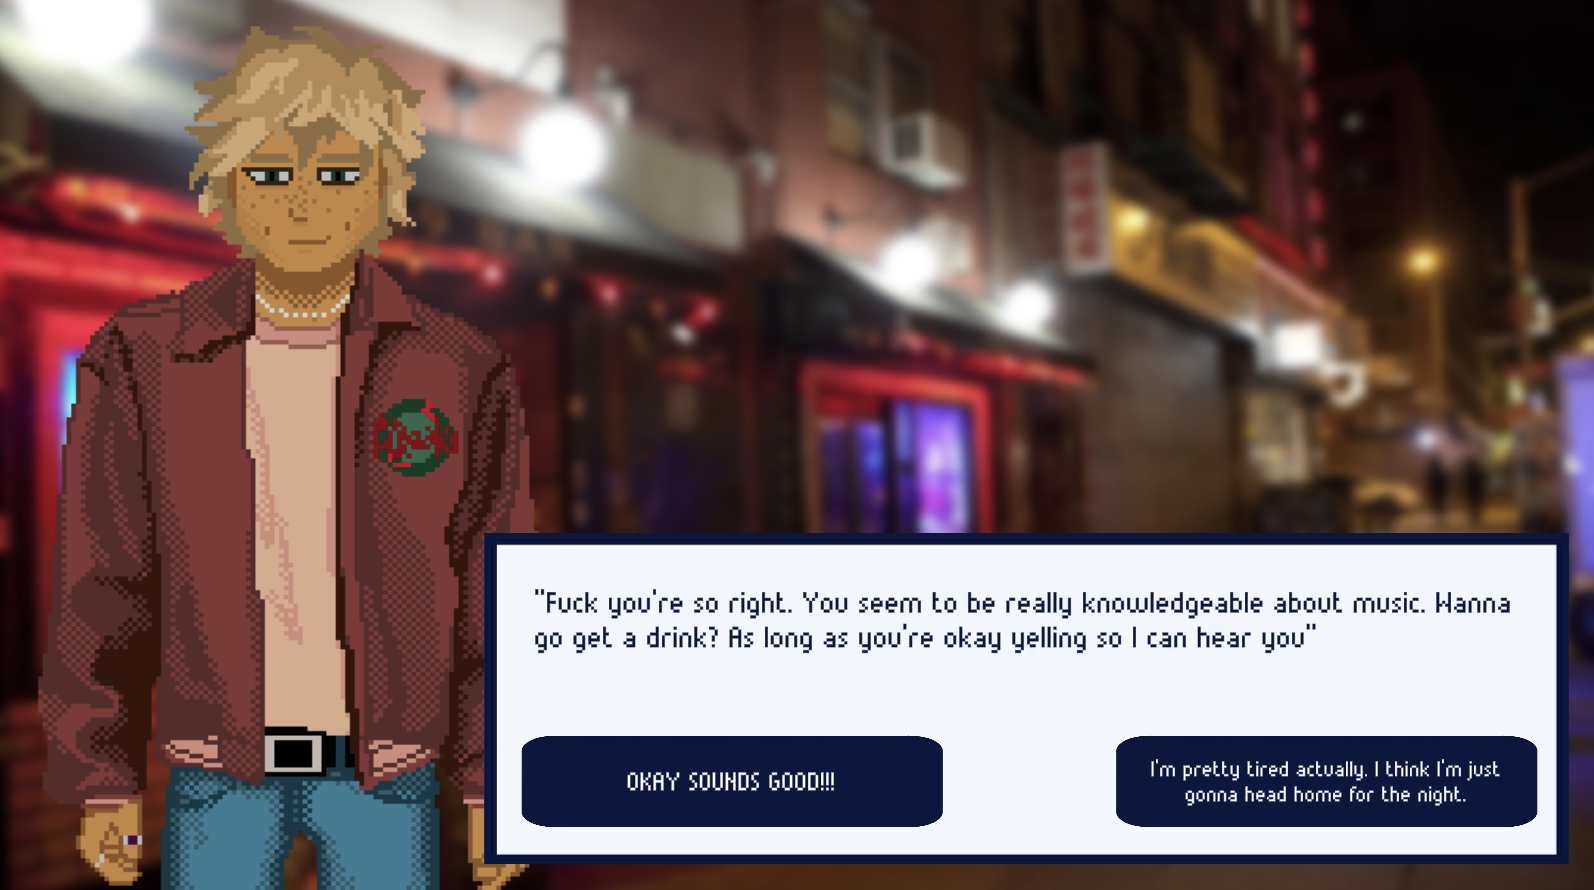 "Fuck you're so right. You seem to be really knowledgeable about music. Wanna
go get a drink? As long as you're okay yelling so I can hear you"
OKAY SOUNDS GOOD!!!
I'm pretty tired actually. I think I'm just
gonna head home for the night.